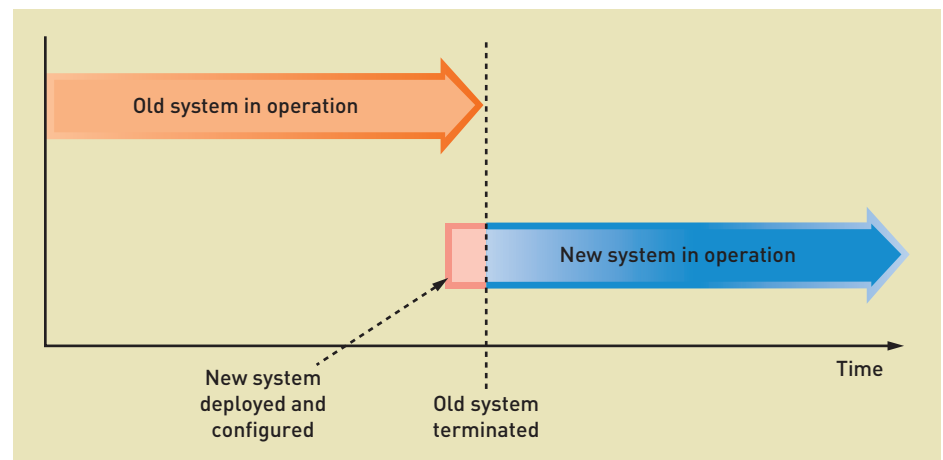 Old system in operation
New system in operation
Time
New system
deployed and
configured
Old system
terminated